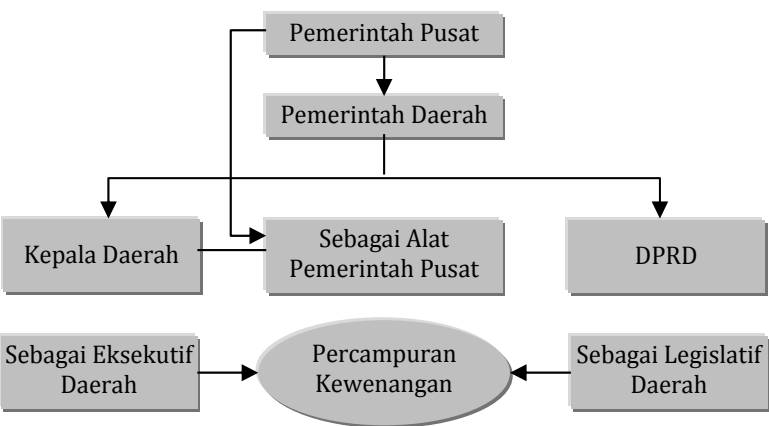 Pemerintah Pusat
Pemerintah Daerah
Kepala Daerah
Sebagai Alat
Pemerintah Pusat
DPRD
Sebagai Eksekutif
Daerah
Percampuran
Kewenangan
Sebagai Legislatif
Daerah